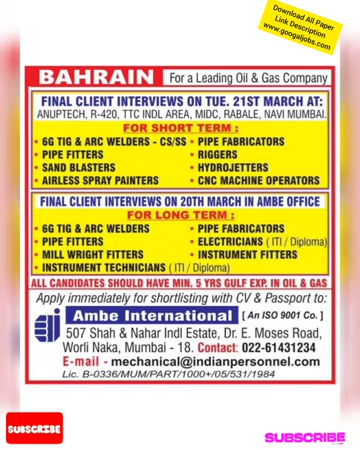 Download All Paper
Link Description
www.googaljobs.com
BAHRAIN For a Leading Oil & Gas Company
FINAL CLIENT INTERVIEWS ON TUE. 21ST MARCH AT:
ANUPTECH, R-420, TTC INDL AREA, MIDC, RABALE, NAVI MUMBAI.
FOR SHORT TERM :
• 6G TIG & ARC WELDERS - CS/SS • PIPE FABRICATORS
• PIPE FITTERS • RIGGERS
• SAND BLASTERS • HYDROJETTERS
• AIRLESS SPRAY PAINTERS • CNC MACHINE OPERATORS
FINAL CLIENT INTERVIEWS ON 20TH MARCH IN AMBE OFFICE
FOR LONG TERM :
• 6G TIG & ARC WELDERS • PIPE FABRICATORS
• PIPE FITTERS • ELECTRICIANS ( ITI / Diploma)
• MILL WRIGHT FITTERS • INSTRUMENT FITTERS
• INSTRUMENT TECHNICIANS ( ITI / Diploma)
ALL CANDIDATES SHOULD HAVE MIN. 5 YRS GULF EXP. IN OIL & GAS
Apply immediately for shortlisting with CV & Passport to:
Ambe International [ An ISO 9001 Co. ]
507 Shah & Nahar Indl Estate, Dr. E. Moses Road,
Worli Naka, Mumbai - 18. Contact: 022-61431234
E-mail - mechanical@indianpersonnel.com
Lic. B-0336/MUM/PART/1000+/05/531/1984
SUBSCRIBE
SUBSCRIBE